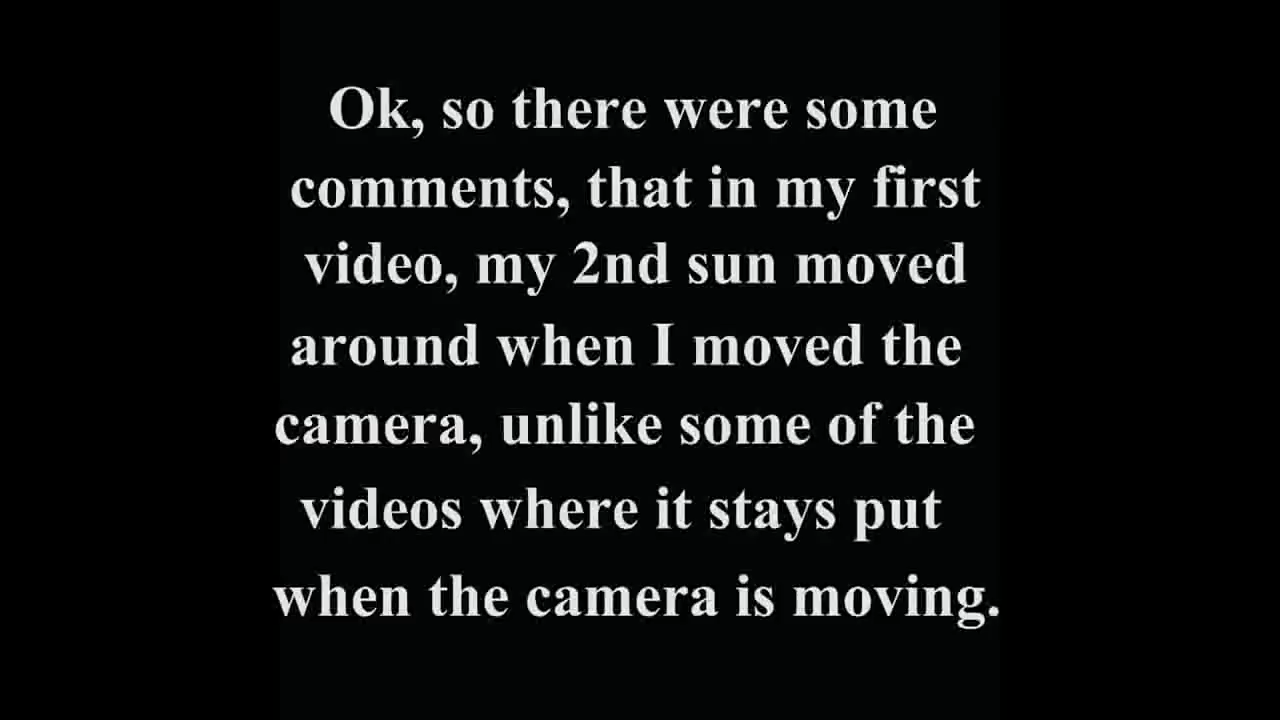 Ok, so there were some
comments, that in my first
video, my 2nd sun moved
around when I moved the
camera, unlike some of the
videos where it stays put
when the camera is moving.